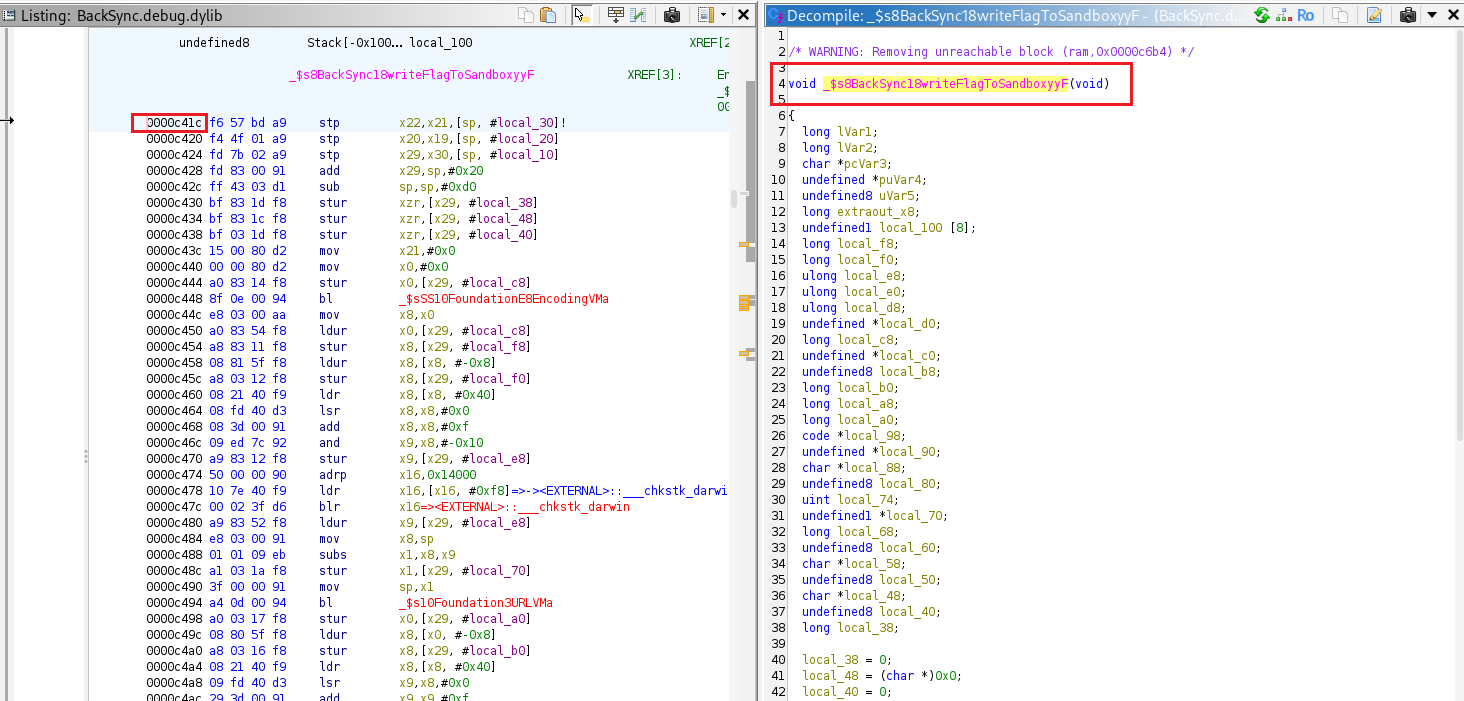 Listing: BackSync.debug.dylib
undefined8 Stack[-0x100... local_100 XREF[2
_$s8BackSync18writeFlagToSandboxyyF XREF[3]: En
_$
00
0000c41c f6 57 bd a9 stp x22,x21,[sp, #local_30]!
0000c420 f4 4f 01 a9 stp x20,x19,[sp, #local_20]
0000c424 fd 7b 02 a9 stp x29,x30,[sp, #local_10]
0000c428 fd 83 00 91 add x29,sp,#0x20
0000c42c ff 43 03 d1 sub sp,sp,#0xd0
0000c430 bf 83 1d f8 stur xzr,[x29, #local_38]
0000c434 bf 83 1c f8 stur xzr,[x29, #local_48]
0000c438 bf 03 1d f8 stur xzr,[x29, #local_40]
0000c43c 15 00 80 d2 mov x21,#0x0
0000c440 00 00 80 d2 mov x0,#0x0
0000c444 a0 83 14 f8 stur x0,[x29, #local_c8]
0000c448 8f 0e 00 94 bl _$sSS10FoundationE8EncodingVMa
0000c44c e8 03 00 aa mov x8,x0
0000c450 a0 83 54 f8 ldur x0,[x29, #local_c8]
0000c454 a8 83 11 f8 stur x8,[x29, #local_f8]
0000c458 08 81 5f f8 ldur x8,[x8, #-0x8]
0000c45c a8 03 12 f8 stur x8,[x29, #local_f0]
0000c460 08 21 40 f9 ldr x8,[x8, #0x40]
0000c464 08 fd 40 d3 lsr x8,x8,#0x0
0000c468 08 3d 00 91 add x8,x8,#0xf
0000c46c 09 ed 7c 92 and x9,x8,#-0x10
0000c470 a9 83 12 f8 stur x9,[x29, #local_e8]
0000c474 50 00 00 90 adrp x16,0x14000
0000c478 10 7e 40 f9 ldr x16,[x16, #0xf8]=>-><EXTERNAL>::___chkstk_darwi
0000c47c 00 02 3f d6 blr x16=><EXTERNAL>::___chkstk_darwin
0000c480 a9 83 52 f8 ldur x9,[x29, #local_e8]
0000c484 e8 03 00 91 mov x8,sp
0000c488 01 01 09 eb subs x1,x8,x9
0000c48c a1 03 1a f8 stur x1,[x29, #local_70]
0000c490 3f 00 00 91 mov sp,x1
0000c494 a4 0d 00 94 bl _$s10Foundation3URLVMa
0000c498 a0 03 17 f8 stur x0,[x29, #local_a0]
0000c49c 08 80 5f f8 ldur x8,[x0, #-0x8]
0000c4a0 a8 03 16 f8 stur x8,[x29, #local_b0]
0000c4a4 08 21 40 f9 ldr x8,[x8, #0x40]
0000c4a8 09 fd 40 d3 lsr x9,x8,#0x0
0000c4ac 29 3d 00 91 add x9,x9,#0xf
Decompile: _$s8BackSync18writeFlagToSandboxyyF - (BackSync.d...
Ro
1
2 /* WARNING: Removing unreachable block (ram,0x0000c6b4) */
3
4 void _$s8BackSync18writeFlagToSandboxyyF(void)
5
6 {
7 long lVar1;
8 long lVar2;
9 char *pcVar3;
10 undefined *puVar4;
11 undefined8 uVar5;
12 long extraout_x8;
13 undefined1 local_100 [8];
14 long local_f8;
15 long local_f0;
16 ulong local_e8;
17 ulong local_e0;
18 ulong local_d8;
19 undefined *local_d0;
20 long local_c8;
21 undefined *local_c0;
22 undefined8 local_b8;
23 long local_b0;
24 long local_a8;
25 long local_a0;
26 code *local_98;
27 undefined *local_90;
28 char *local_88;
29 undefined8 local_80;
30 uint local_74;
31 undefined1 *local_70;
32 long local_68;
33 undefined8 local_60;
34 char *local_58;
35 undefined8 local_50;
36 char *local_48;
37 undefined8 local_40;
38 long local_38;
39
40 local_38 = 0;
41 local_48 = (char *)0x0;
42 local_40 = 0;